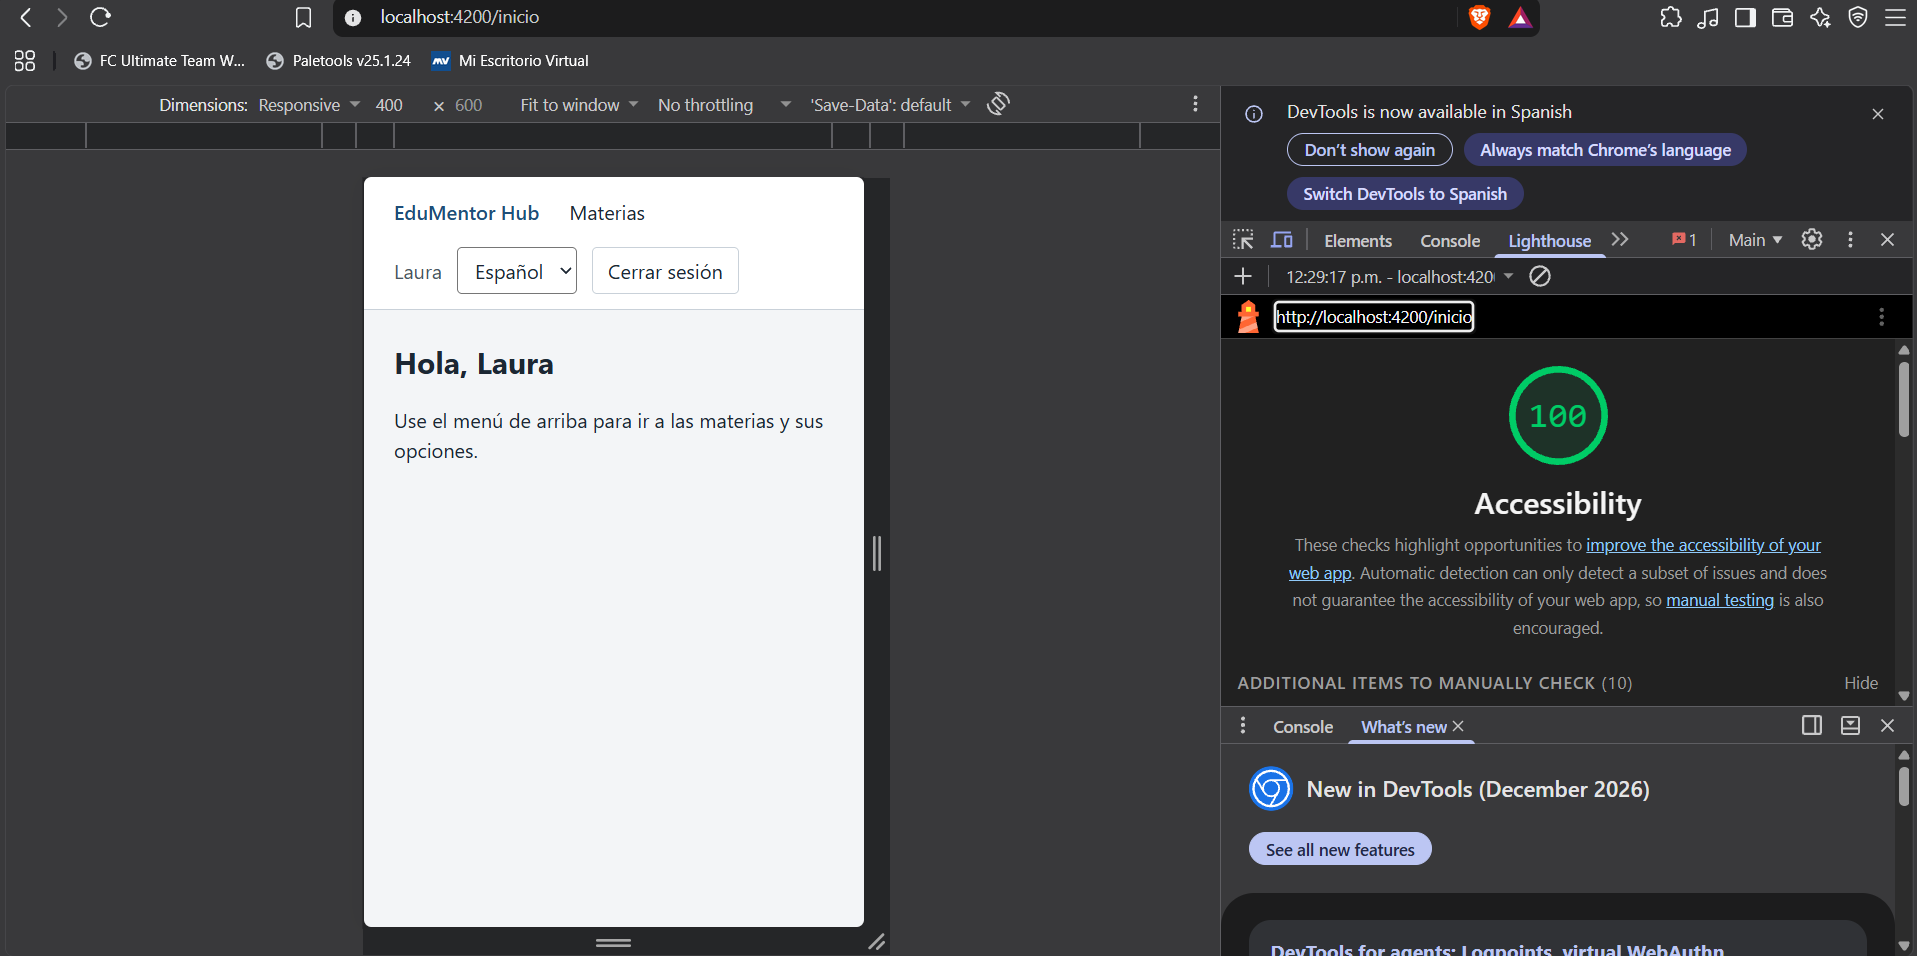 localhost:4200/inicio
FC Ultimate Team W...
Paletools v25.1.24
MV Mi Escritorio Virtual
Dimensions: Responsive 400 × 600 Fit to window No throttling 'Save-Data': default
EduMentor Hub Materias
Laura Español Cerrar sesión
Hola, Laura
Use el menú de arriba para ir a las materias y sus
opciones.
DevTools is now available in Spanish
Don't show again Always match Chrome's language
Switch DevTools to Spanish
Elements Console Lighthouse 1 Main
12:29:17 p.m. - localhost:420
http://localhost:4200/inicio
100
Accessibility
These checks highlight opportunities to improve the accessibility of your
web app. Automatic detection can only detect a subset of issues and does
not guarantee the accessibility of your web app, so manual testing is also
encouraged.
ADDITIONAL ITEMS TO MANUALLY CHECK (10) Hide
Console What's new
New in DevTools (December 2026)
See all new features
DevTools for agents: Logpoints, virtual WebAuthn